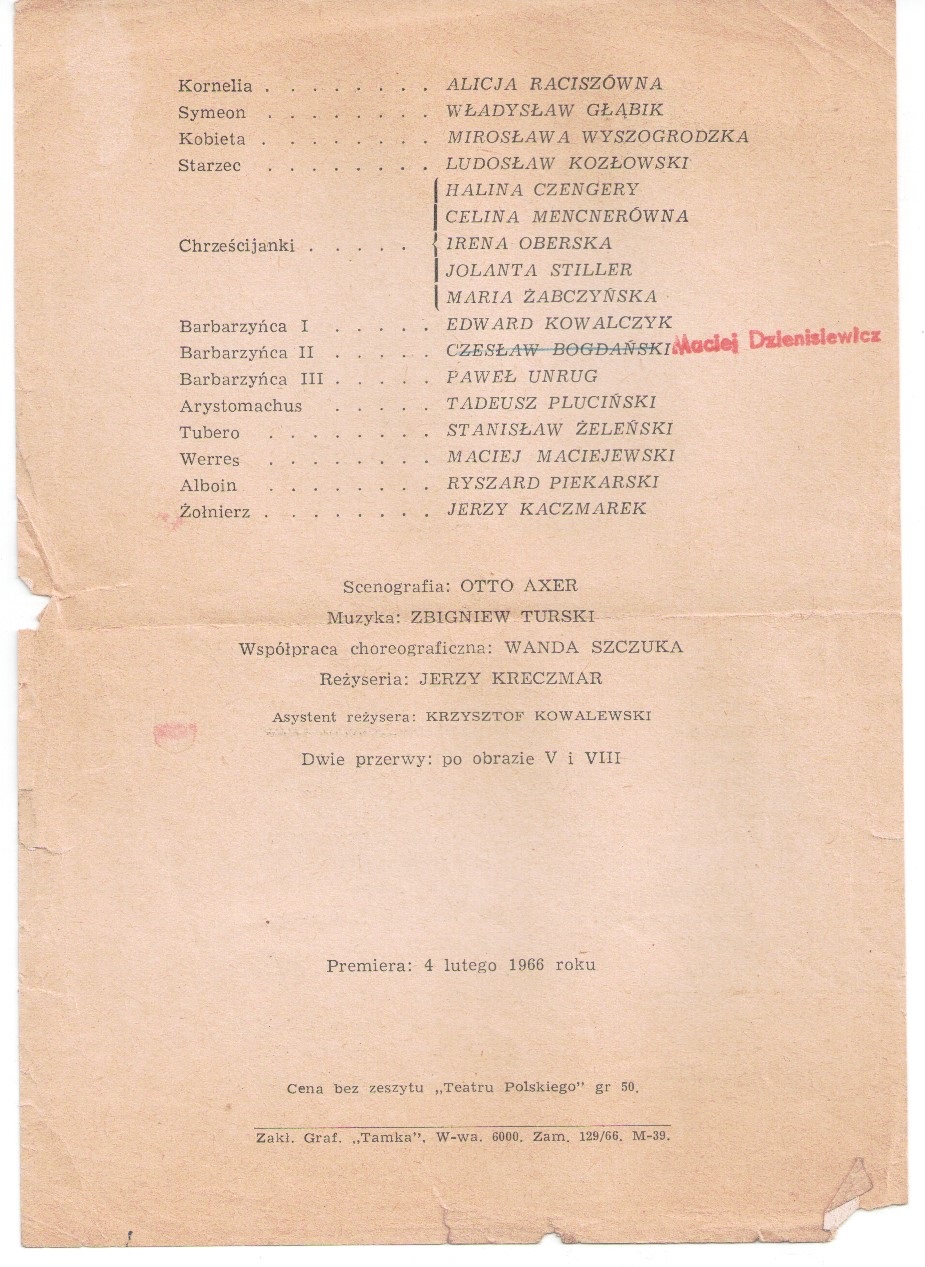 Kornelia . . . . . . . . ALICJA RACISZÓWNA
Symeon . . . . . . . . WŁADYSŁAW GŁĄBIK
Kobieta . . . . . . . . MIROSŁAWA WYSZOGRODZKA
Starzec . . . . . . . . LUDOSŁAW KOZŁOWSKI
HALINA CZENGERY
CELINA MENCNERÓWNA
Chrześcijanki . . . . . IRENA OBERSKA
JOLANTA STILLER
MARIA ŻABCZYŃSKA
Barbarzyńca I . . . . . EDWARD KOWALCZYK
Barbarzyńca II . . . . . CZESŁAW BOGDAŃSKI Maciej Dzienisiewicz
Barbarzyńca III . . . . . PAWEŁ UNRUG
Arystomachus . . . . . TADEUSZ PLUCIŃSKI
Tubero . . . . . . . . STANISŁAW ŻELEŃSKI
Werres . . . . . . . . MACIEJ MACIEJEWSKI
Alboin . . . . . . . . RYSZARD PIEKARSKI
Żołnierz . . . . . . . . JERZY KACZMAREK
Scenografia: OTTO AXER
Muzyka: ZBIGNIEW TURSKI
Współpraca choreograficzna: WANDA SZCZUKA
Reżyseria: JERZY KRECZMAR
Asystent reżysera: KRZYSZTOF KOWALEWSKI
Dwie przerwy: po obrazie V i VIII
Premiera: 4 lutego 1966 roku
Cena bez zeszytu „Teatru Polskiego” gr 50.
Zakł. Graf. „Tamka”. W-wa. 6000. Zam. 129/66. M-39.